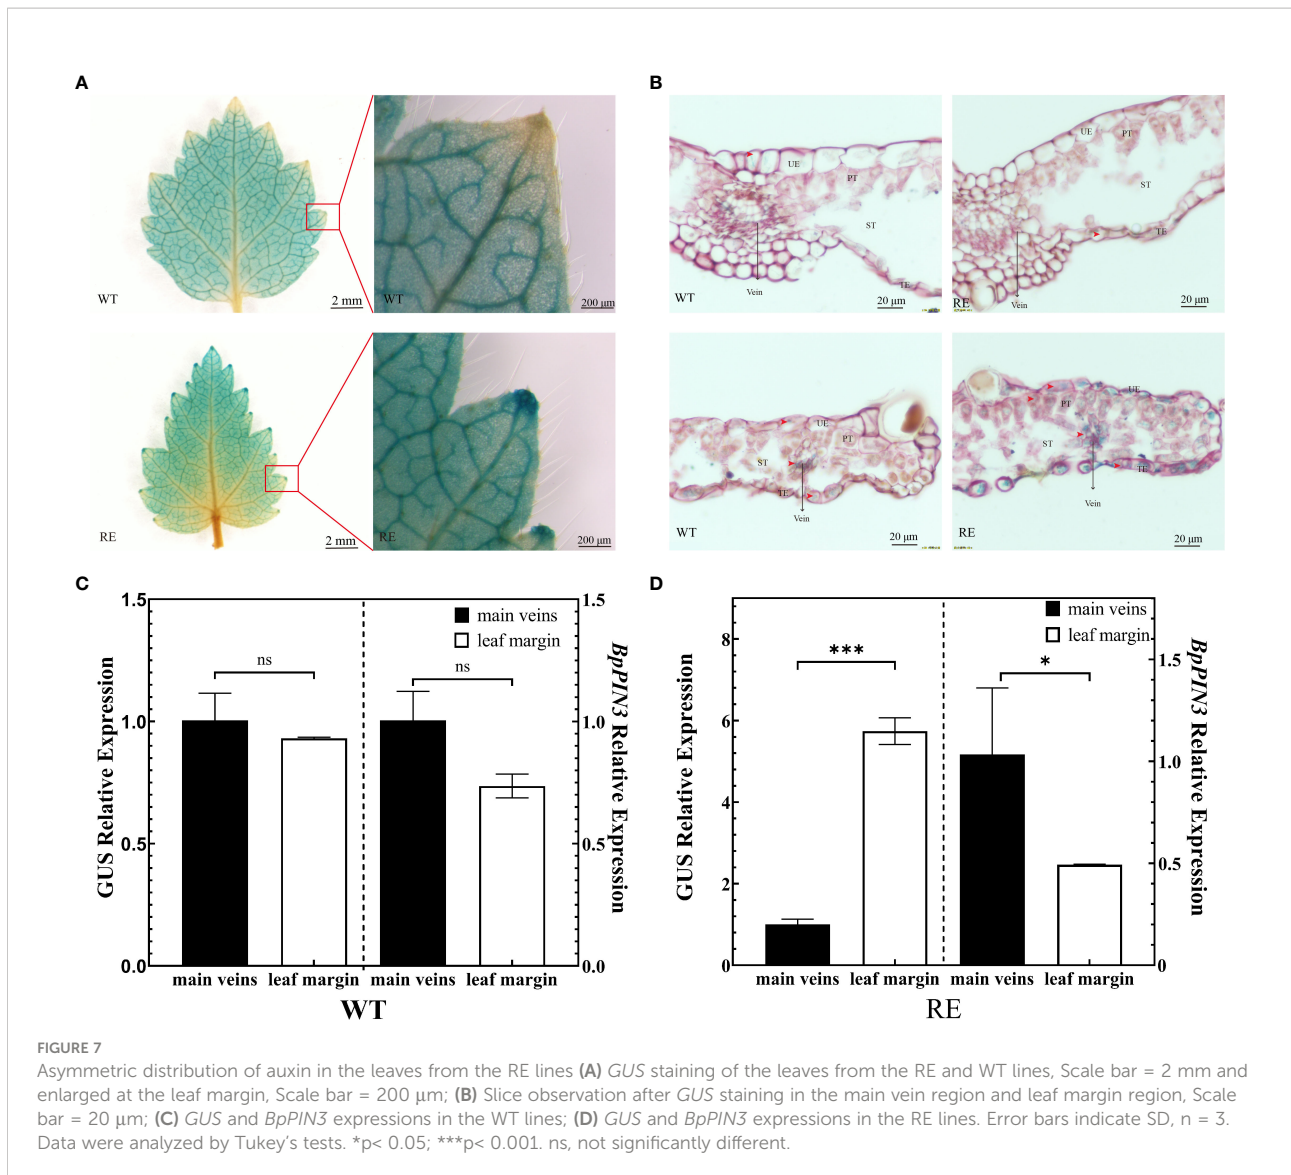 A
B
WT
2 mm
WT
200 μm
UE
PT
ST
TE
Vein
WT
20 μm
UE
PT
ST
TE
Vein
RE
20 μm
RE
2 mm
RE
200 μm
UE
PT
ST
TE
Vein
WT
20 μm
UE
PT
ST
TE
Vein
RE
20 μm
C
1.5
1.0
0.5
0.0
GUS Relative Expression
main veins
leaf margin
ns
ns
1.5
1.0
0.5
0.0
BpPIN3 Relative Expression
main veins leaf margin main veins leaf margin
WT
D
8
6
4
2
0
GUS Relative Expression
main veins
leaf margin
***
*
1.5
1.0
0.5
0
BpPIN3 Relative Expression
main veins leaf margin main veins leaf margin
RE
FIGURE 7
Asymmetric distribution of auxin in the leaves from the RE lines (A) GUS staining of the leaves from the RE and WT lines, Scale bar = 2 mm and
enlarged at the leaf margin, Scale bar = 200 μm; (B) Slice observation after GUS staining in the main vein region and leaf margin region, Scale
bar = 20 μm; (C) GUS and BpPIN3 expressions in the WT lines; (D) GUS and BpPIN3 expressions in the RE lines. Error bars indicate SD, n = 3.
Data were analyzed by Tukey’s tests. *p< 0.05; ***p< 0.001. ns, not significantly different.